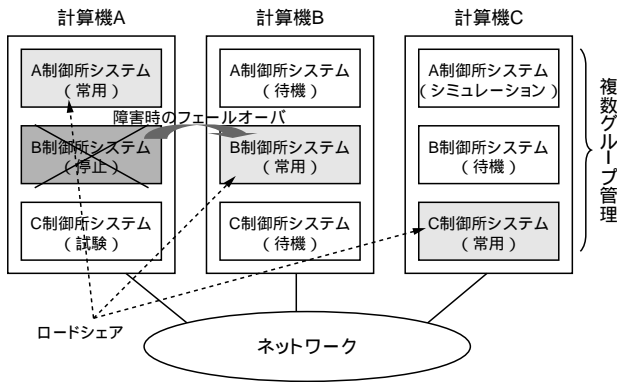 計算機A
計算機B
計算機C
A制御所システム
(常用)
B制御所システム
(停止)
C制御所システム
(試験)
障害時のフェールオーバ
A制御所システム
(待機)
B制御所システム
(常用)
C制御所システム
(待機)
A制御所システム
(シミュレーション)
B制御所システム
(待機)
C制御所システム
(常用)
複数グループ管理
ロードシェア
ネットワーク